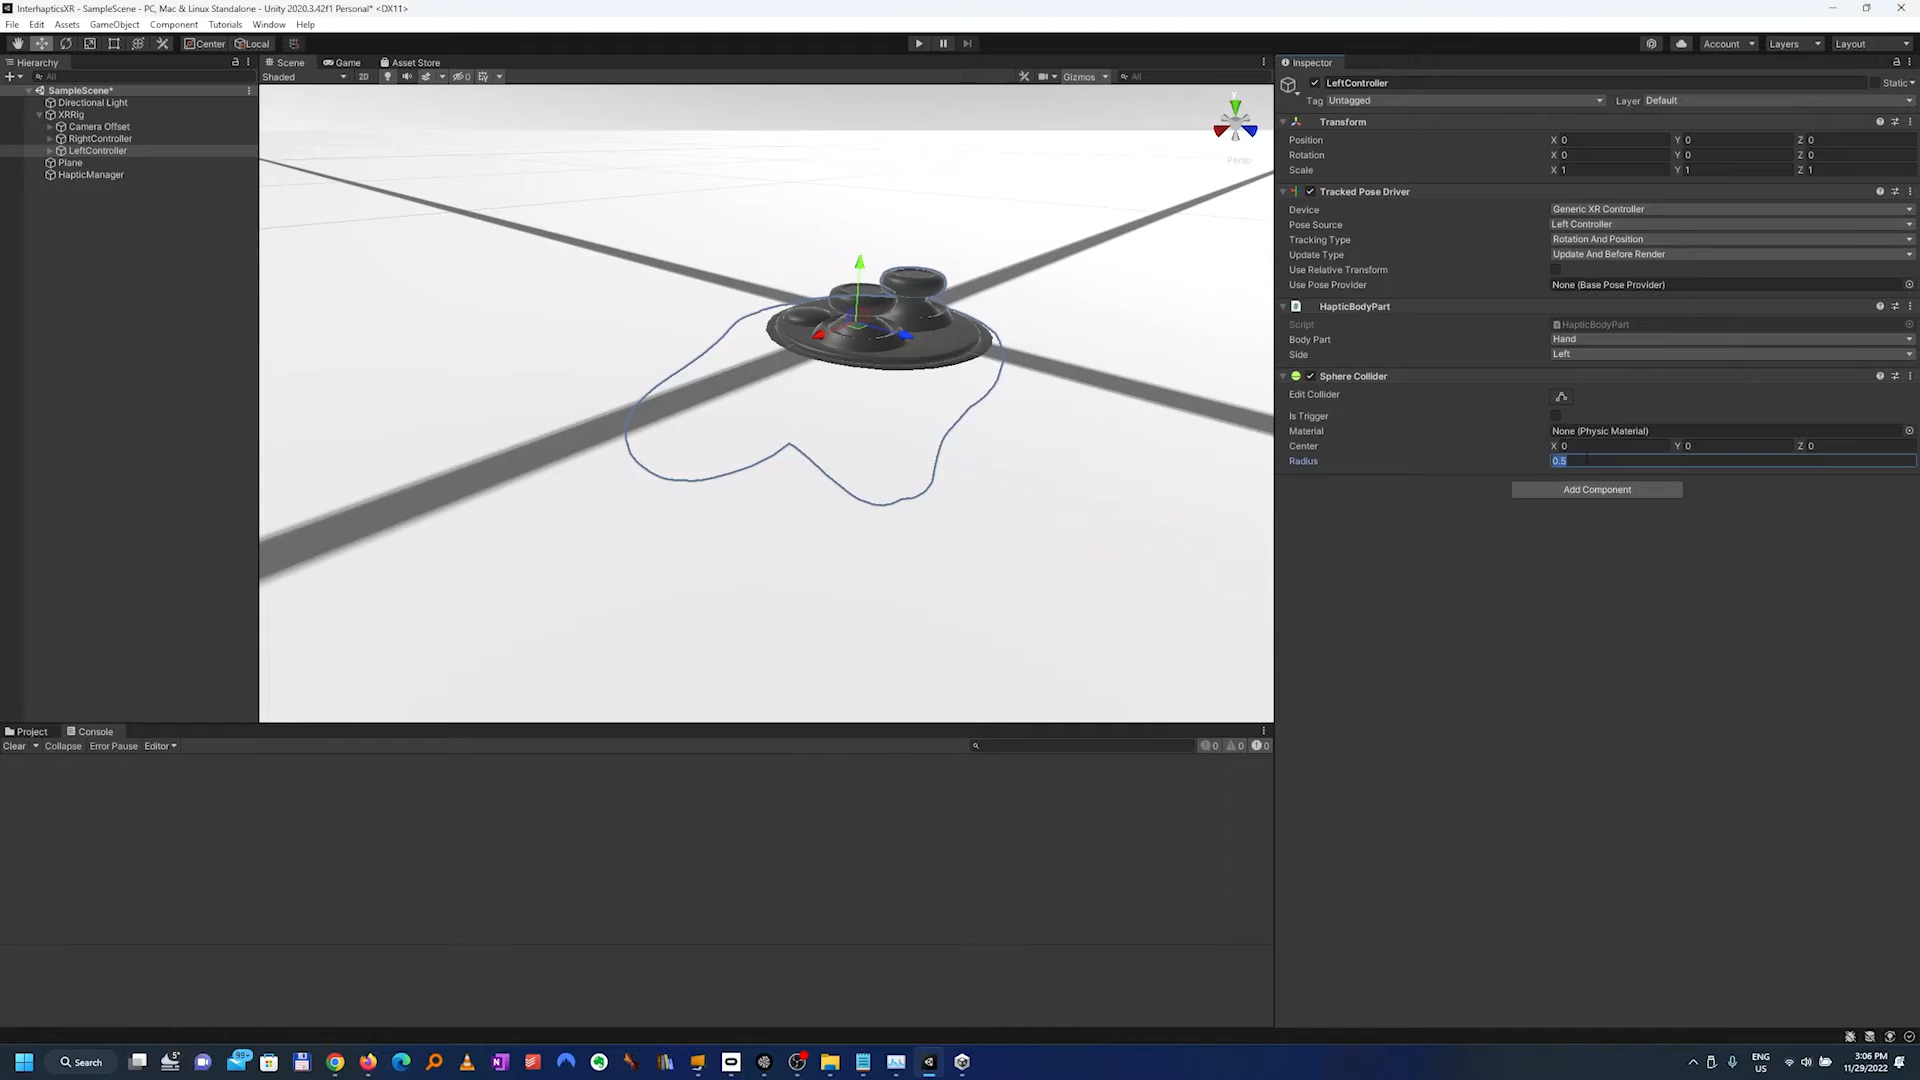 InterhapticsXR - SampleScene - PC, Mac & Linux Standalone - Unity 2020.3.42f1 Personal* <DX11>
File Edit Assets GameObject Component Tutorials Window Help
Center Local Account Layers Layout
Hierarchy Scene Game Asset Store Inspector
All Shaded 2D 0 Gizmos All
SampleScene*
Directional Light
XRRig
Camera Offset
RightController
LeftController
Plane
HapticManager
y
Persp
LeftController Static
Tag Untagged Layer Default
Transform
Position X 0 Y 0 Z 0
Rotation X 0 Y 0 Z 0
Scale X 1 Y 1 Z 1
Tracked Pose Driver
Device Generic XR Controller
Pose Source Left Controller
Tracking Type Rotation And Position
Update Type Update And Before Render
Use Relative Transform
Use Pose Provider None (Base Pose Provider)
HapticBodyPart
Script HapticBodyPart
Body Part Hand
Side Left
Sphere Collider
Edit Collider
Is Trigger
Material None (Physic Material)
Center X 0 Y 0 Z 0
Radius 0.5
Add Component
Project Console
Clear Collapse Error Pause Editor 0 0 0
Search 99+ 5° ENG US 3:06 PM 11/29/2022